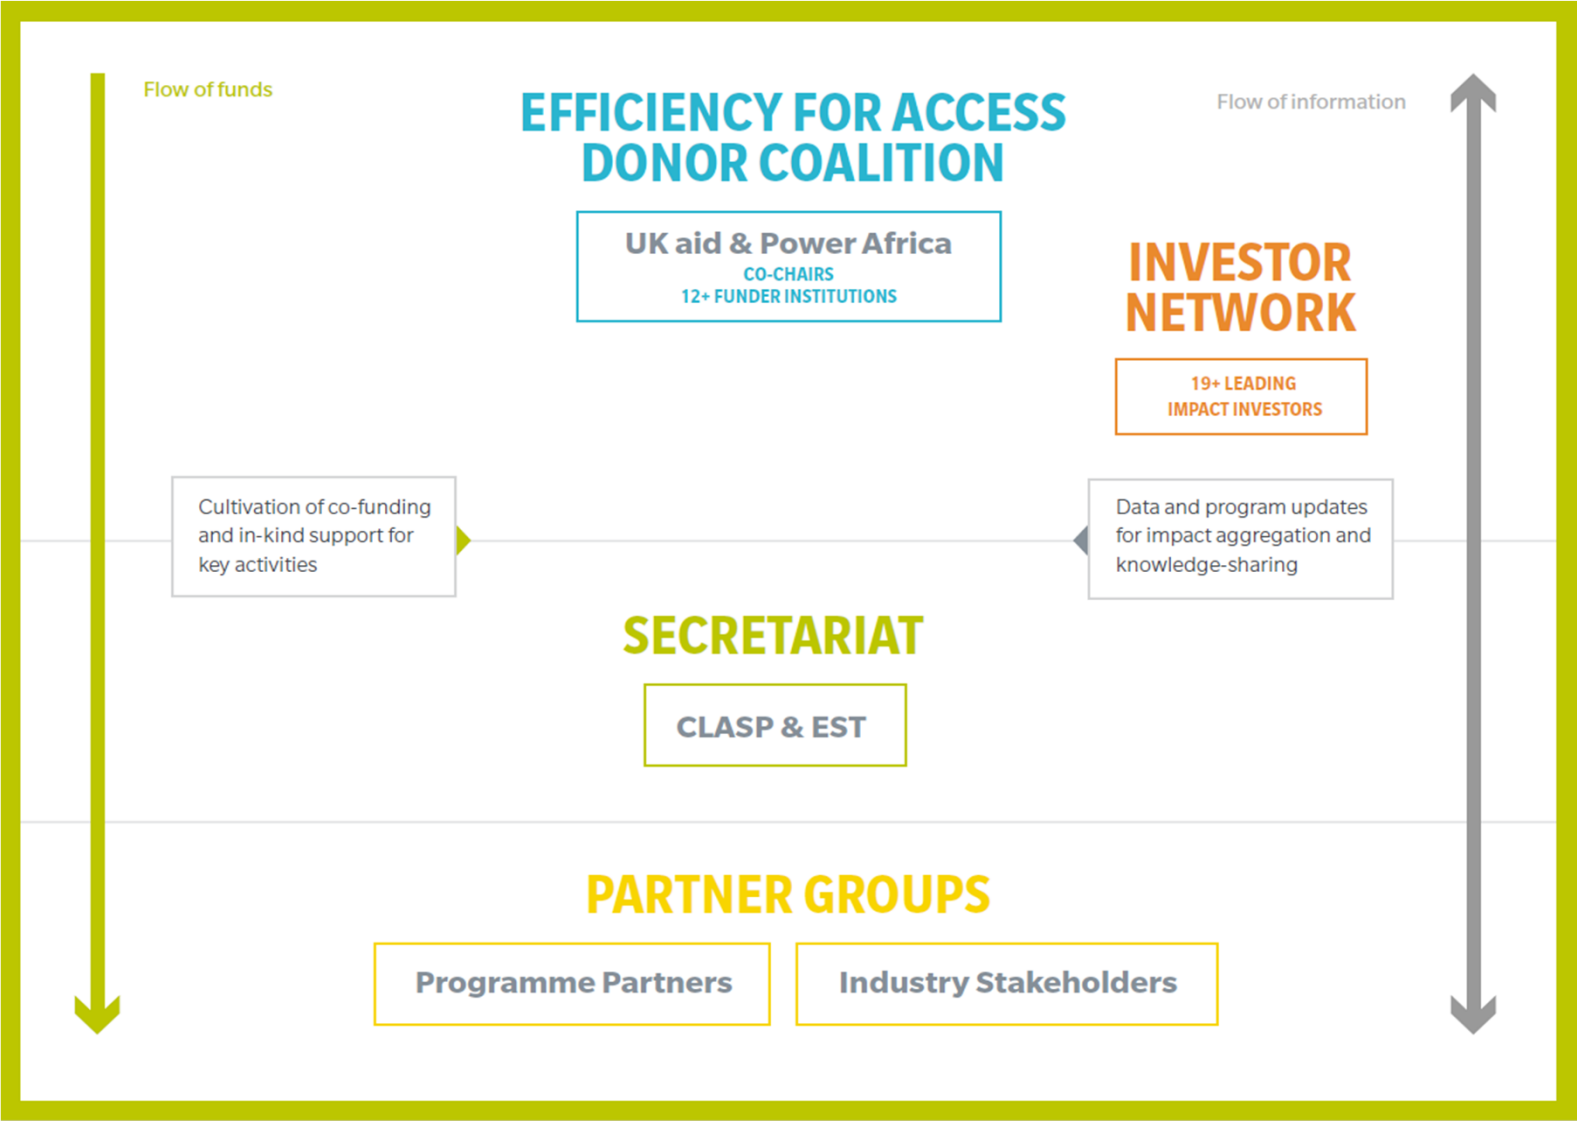 Flow of funds
EFFICIENCY FOR ACCESS
DONOR COALITION
Flow of information
UK aid & Power Africa
CO-CHAIRS
12+ FUNDER INSTITUTIONS
INVESTOR
NETWORK
19+ LEADING
IMPACT INVESTORS
Cultivation of co-funding
and in-kind support for
key activities
Data and program updates
for impact aggregation and
knowledge-sharing
SECRETARIAT
CLASP & EST
PARTNER GROUPS
Programme Partners
Industry Stakeholders